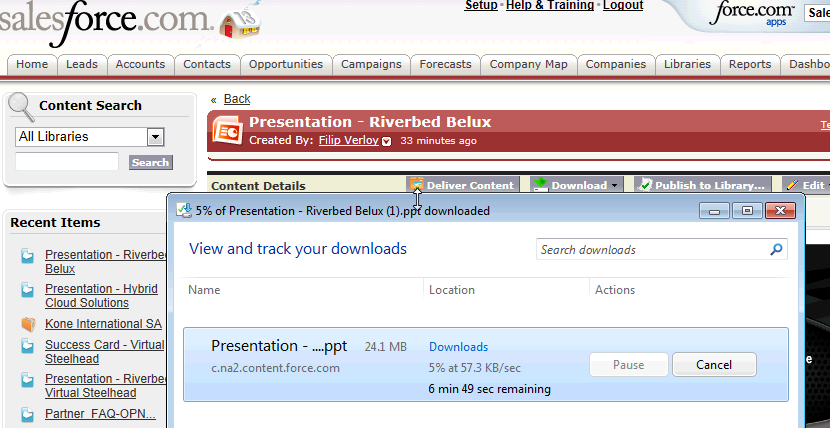 salesforce.com
Setup · Help & Training · Logout
force.com
apps
Sales
Home Leads Accounts Contacts Opportunities Campaigns Forecasts Company Map Companies Libraries Reports Dashbo
Content Search
All Libraries
Search
« Back
Presentation - Riverbed Belux
Created By: Filip Verloy 33 minutes ago
Te
Content Details
Deliver Content
Download
Publish to Library...
Edit
5% of Presentation - Riverbed Belux (1).ppt downloaded
View and track your downloads
Search downloads
Name Location Actions
Presentation - ....ppt 24.1 MB Downloads
c.na2.content.force.com 5% at 57.3 KB/sec
6 min 49 sec remaining
Pause
Cancel
Recent Items
Presentation - Riverbed
Belux
Presentation - Hybrid
Cloud Solutions
Kone International SA
Success Card - Virtual
Steelhead
Presentation - Riverbed
Virtual Steelhead
Partner_FAQ-OPN...
e